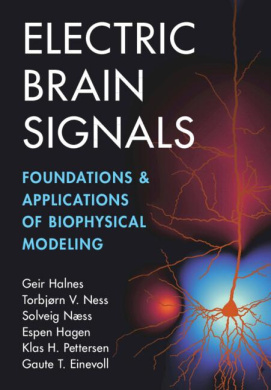 ELECTRIC
BRAIN
SIGNALS
FOUNDATIONS &
APPLICATIONS
OF BIOPHYSICAL
MODELING
Geir Halnes
Torbjørn V. Ness
Solveig Næss
Espen Hagen
Klas H. Pettersen
Gaute T. Einevoll